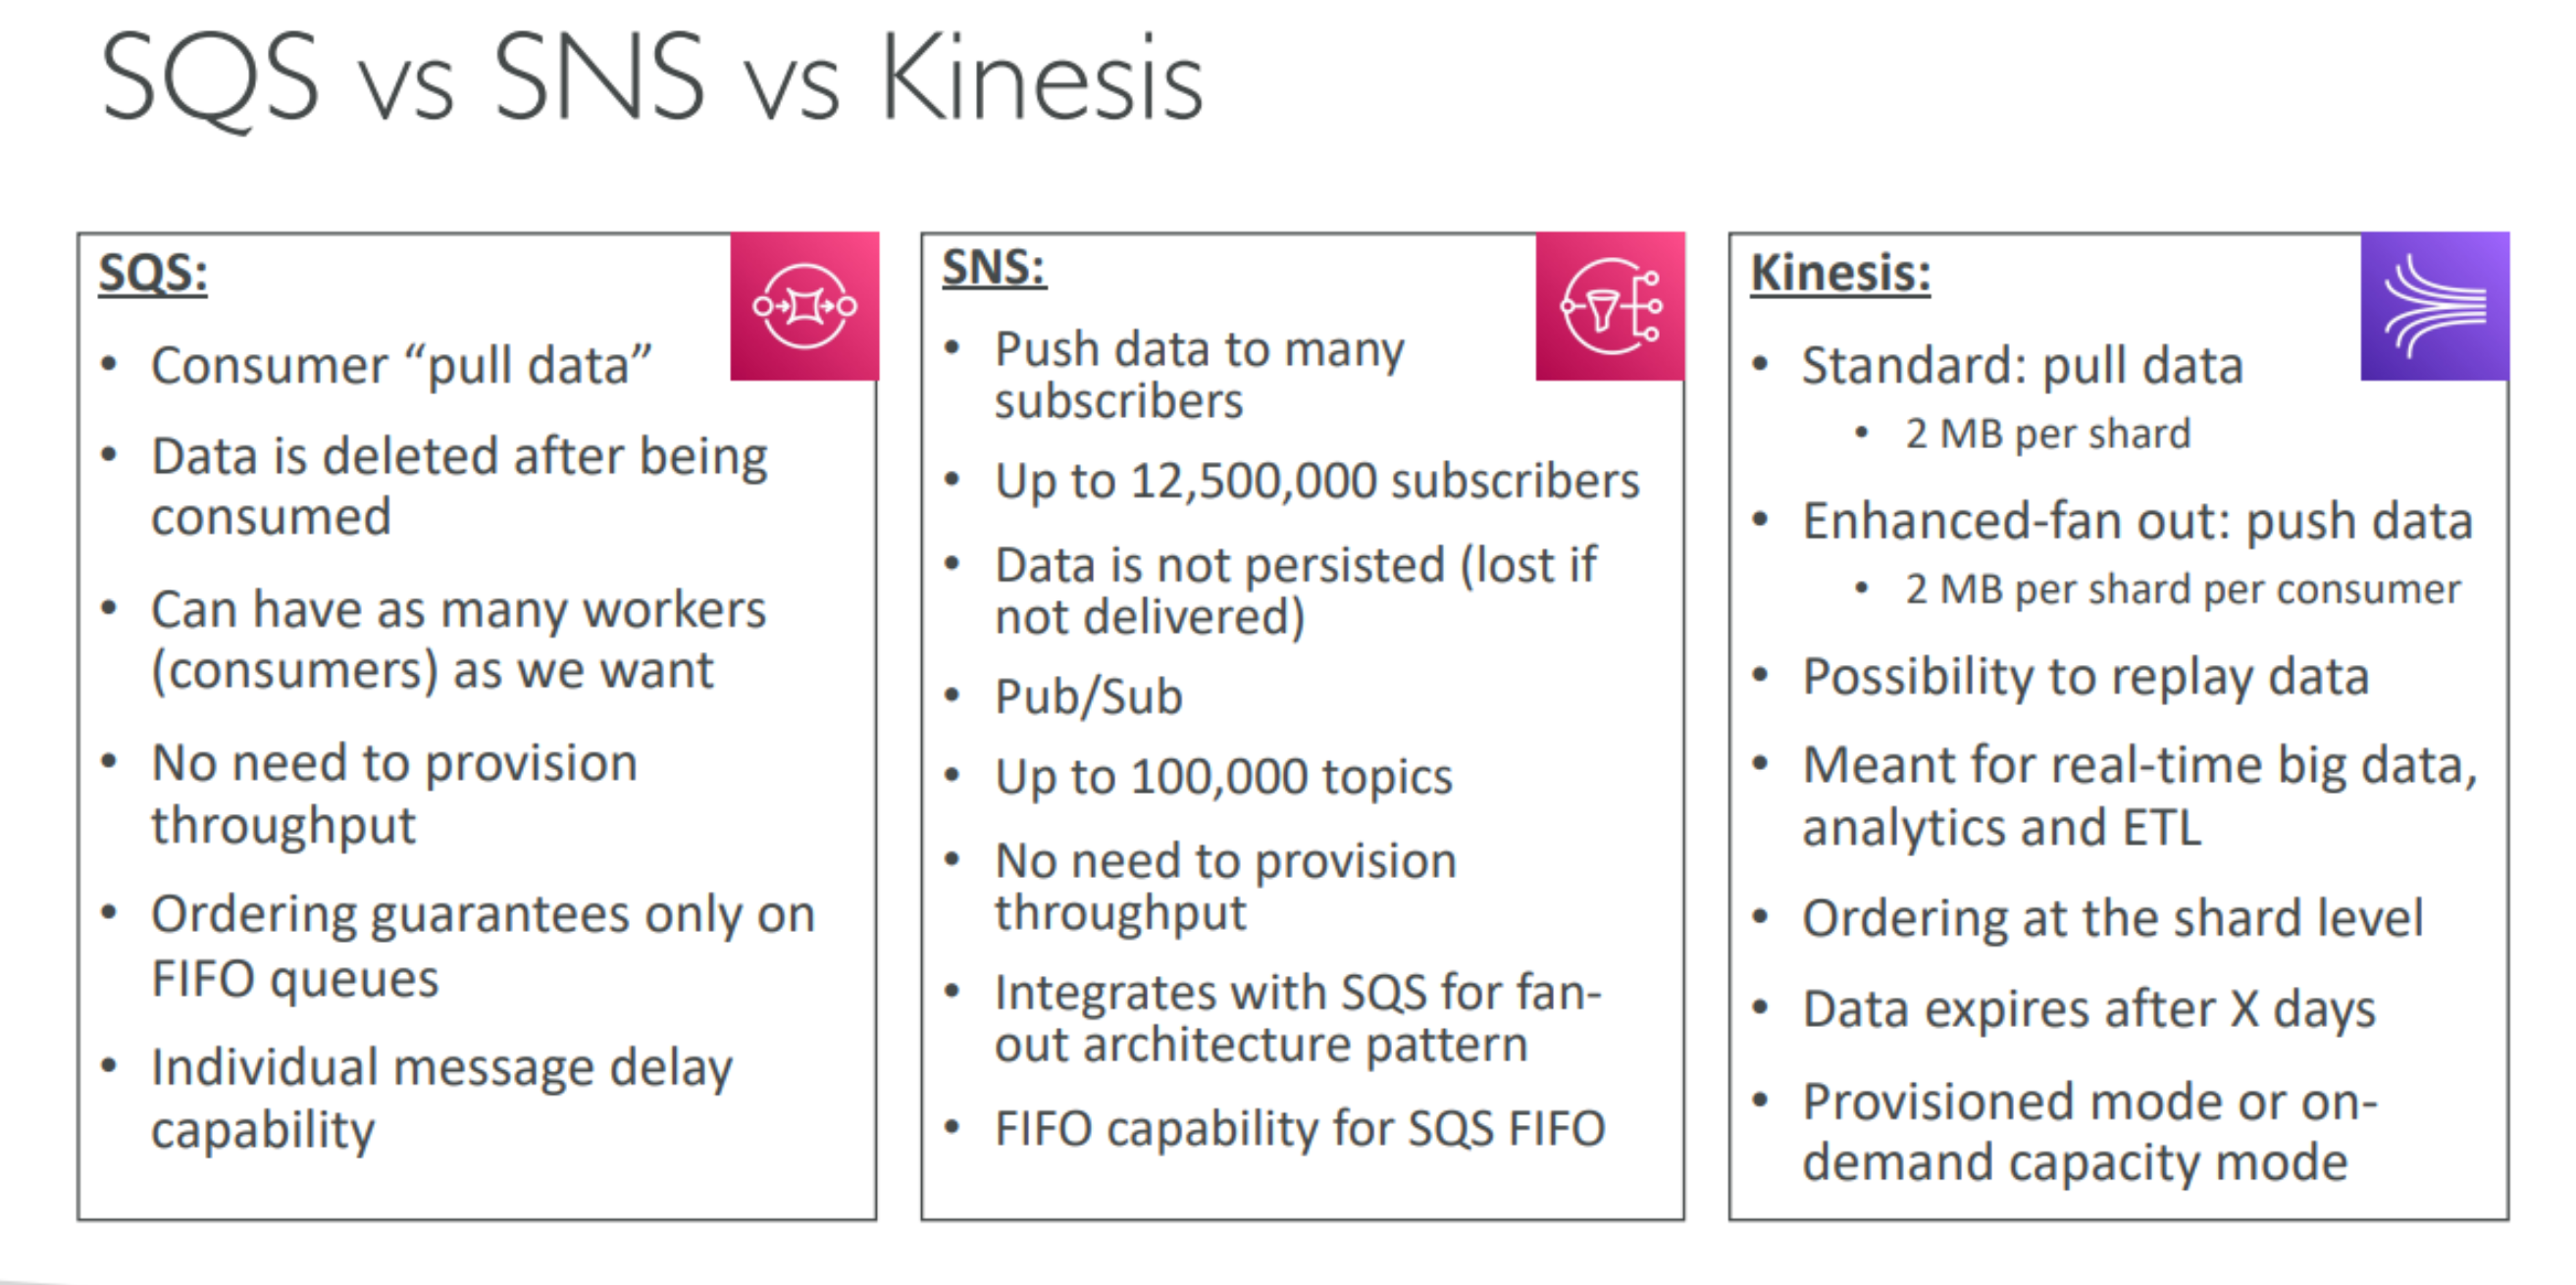 SQS vs SNS vs Kinesis
SQS:
• Consumer “pull data”
• Data is deleted after being
consumed
• Can have as many workers
(consumers) as we want
• No need to provision
throughput
• Ordering guarantees only on
FIFO queues
• Individual message delay
capability
SNS:
• Push data to many
subscribers
• Up to 12,500,000 subscribers
• Data is not persisted (lost if
not delivered)
• Pub/Sub
• Up to 100,000 topics
• No need to provision
throughput
• Integrates with SQS for fan-
out architecture pattern
• FIFO capability for SQS FIFO
Kinesis:
• Standard: pull data
• 2 MB per shard
• Enhanced-fan out: push data
• 2 MB per shard per consumer
• Possibility to replay data
• Meant for real-time big data,
analytics and ETL
• Ordering at the shard level
• Data expires after X days
• Provisioned mode or on-
demand capacity mode